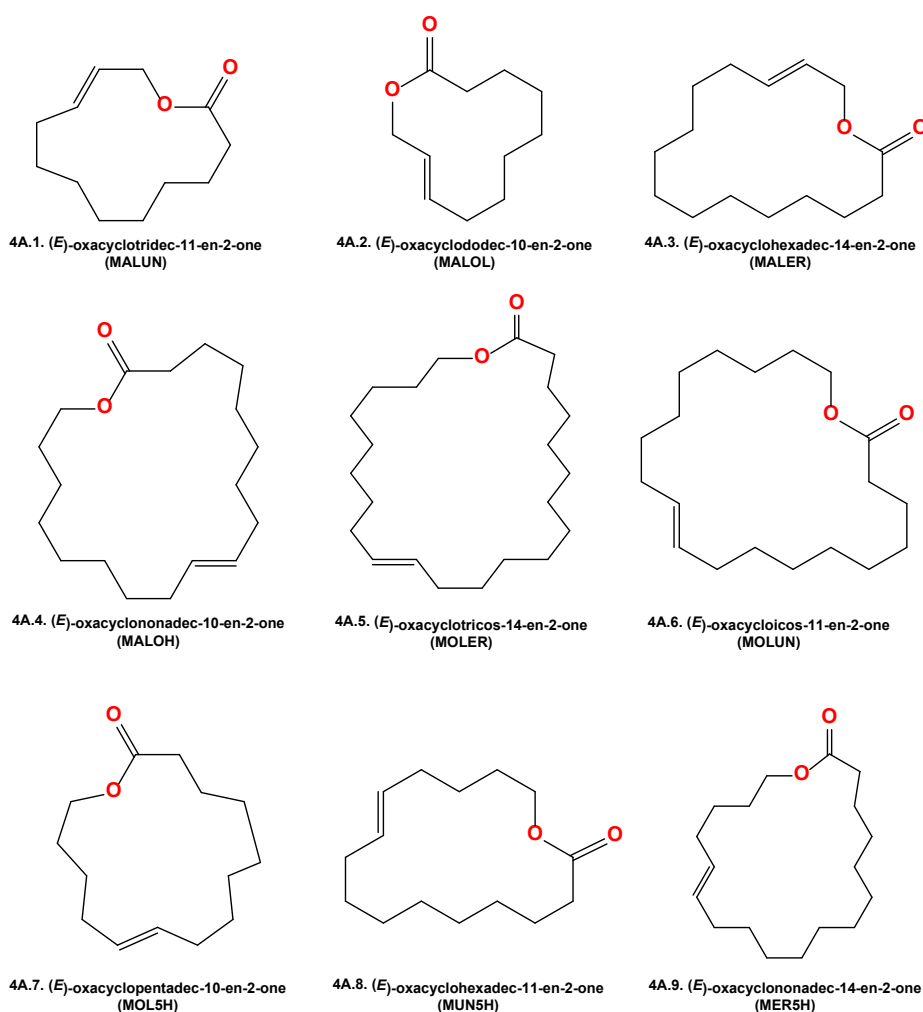 O
O
O
O
O
O
4A.1. (E)-oxacyclotridec-11-en-2-one
(MALUN)
4A.2. (E)-oxacyclododec-10-en-2-one
(MALOL)
4A.3. (E)-oxacyclohexadec-14-en-2-one
(MALER)
O
O
O
O
O
O
4A.4. (E)-oxacyclononadec-10-en-2-one
(MALOH)
4A.5. (E)-oxacyclotricos-14-en-2-one
(MOLER)
4A.6. (E)-oxacycloicos-11-en-2-one
(MOLUN)
O
O
O
O
O
O
4A.7. (E)-oxacyclopentadec-10-en-2-one
(MOL5H)
4A.8. (E)-oxacyclohexadec-11-en-2-one
(MUN5H)
4A.9. (E)-oxacyclononadec-14-en-2-one
(MER5H)